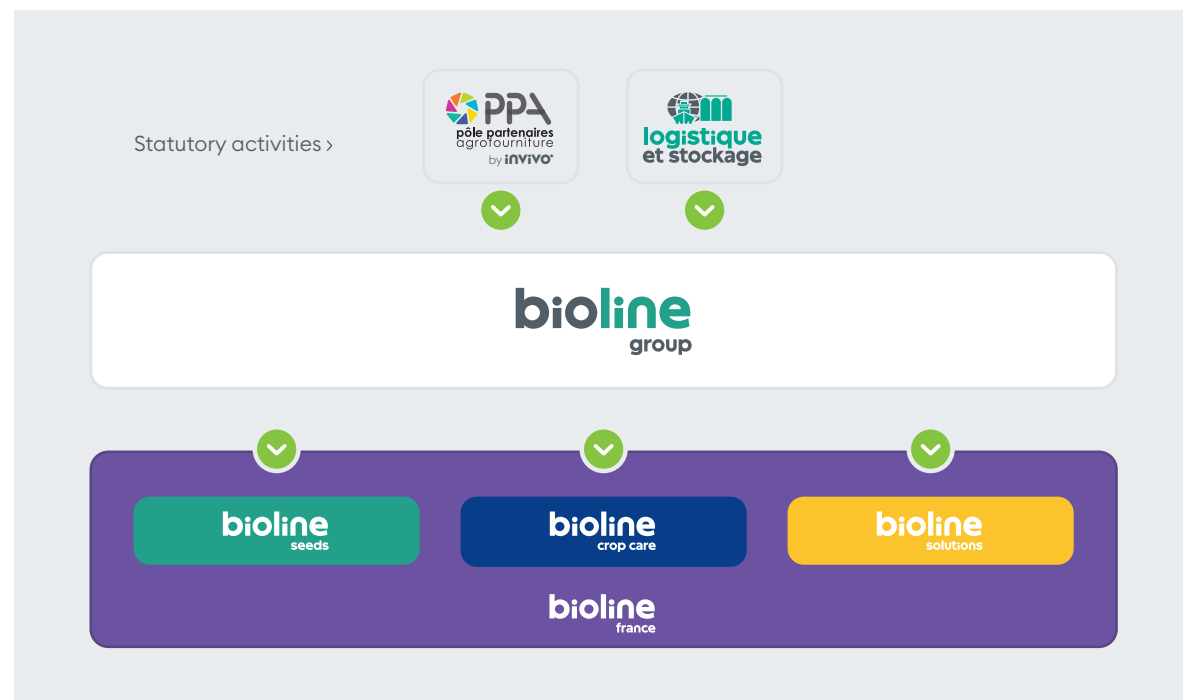 Statutory activities ›
PPA
pôle partenaires
agrofourniture
by invivo
logistique
et stockage
bioline
group
bioline
seeds
bioline
crop care
bioline
solutions
bioline
france